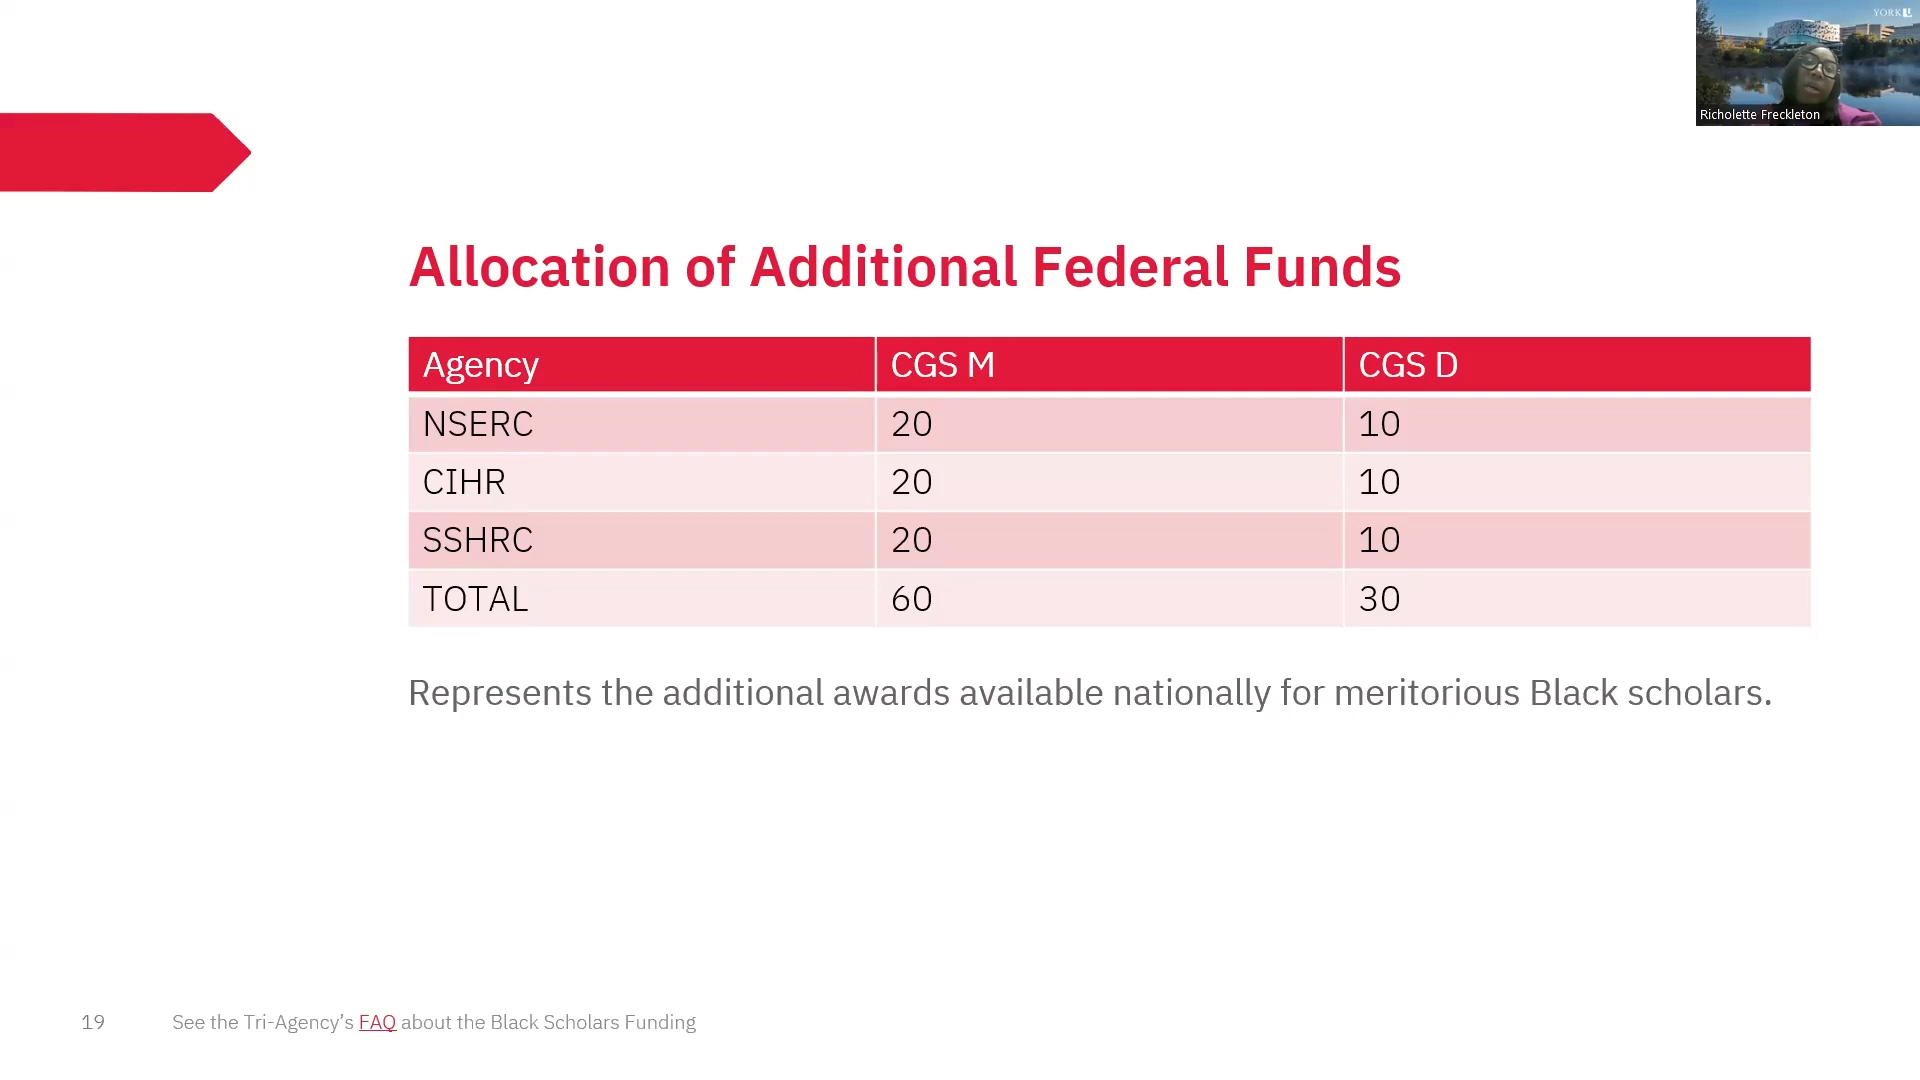 YORK U
Richolette Freckleton
Allocation of Additional Federal Funds
Agency CGS M CGS D
NSERC 20 10
CIHR 20 10
SSHRC 20 10
TOTAL 60 30
Represents the additional awards available nationally for meritorious Black scholars.
19 See the Tri-Agency’s FAQ about the Black Scholars Funding